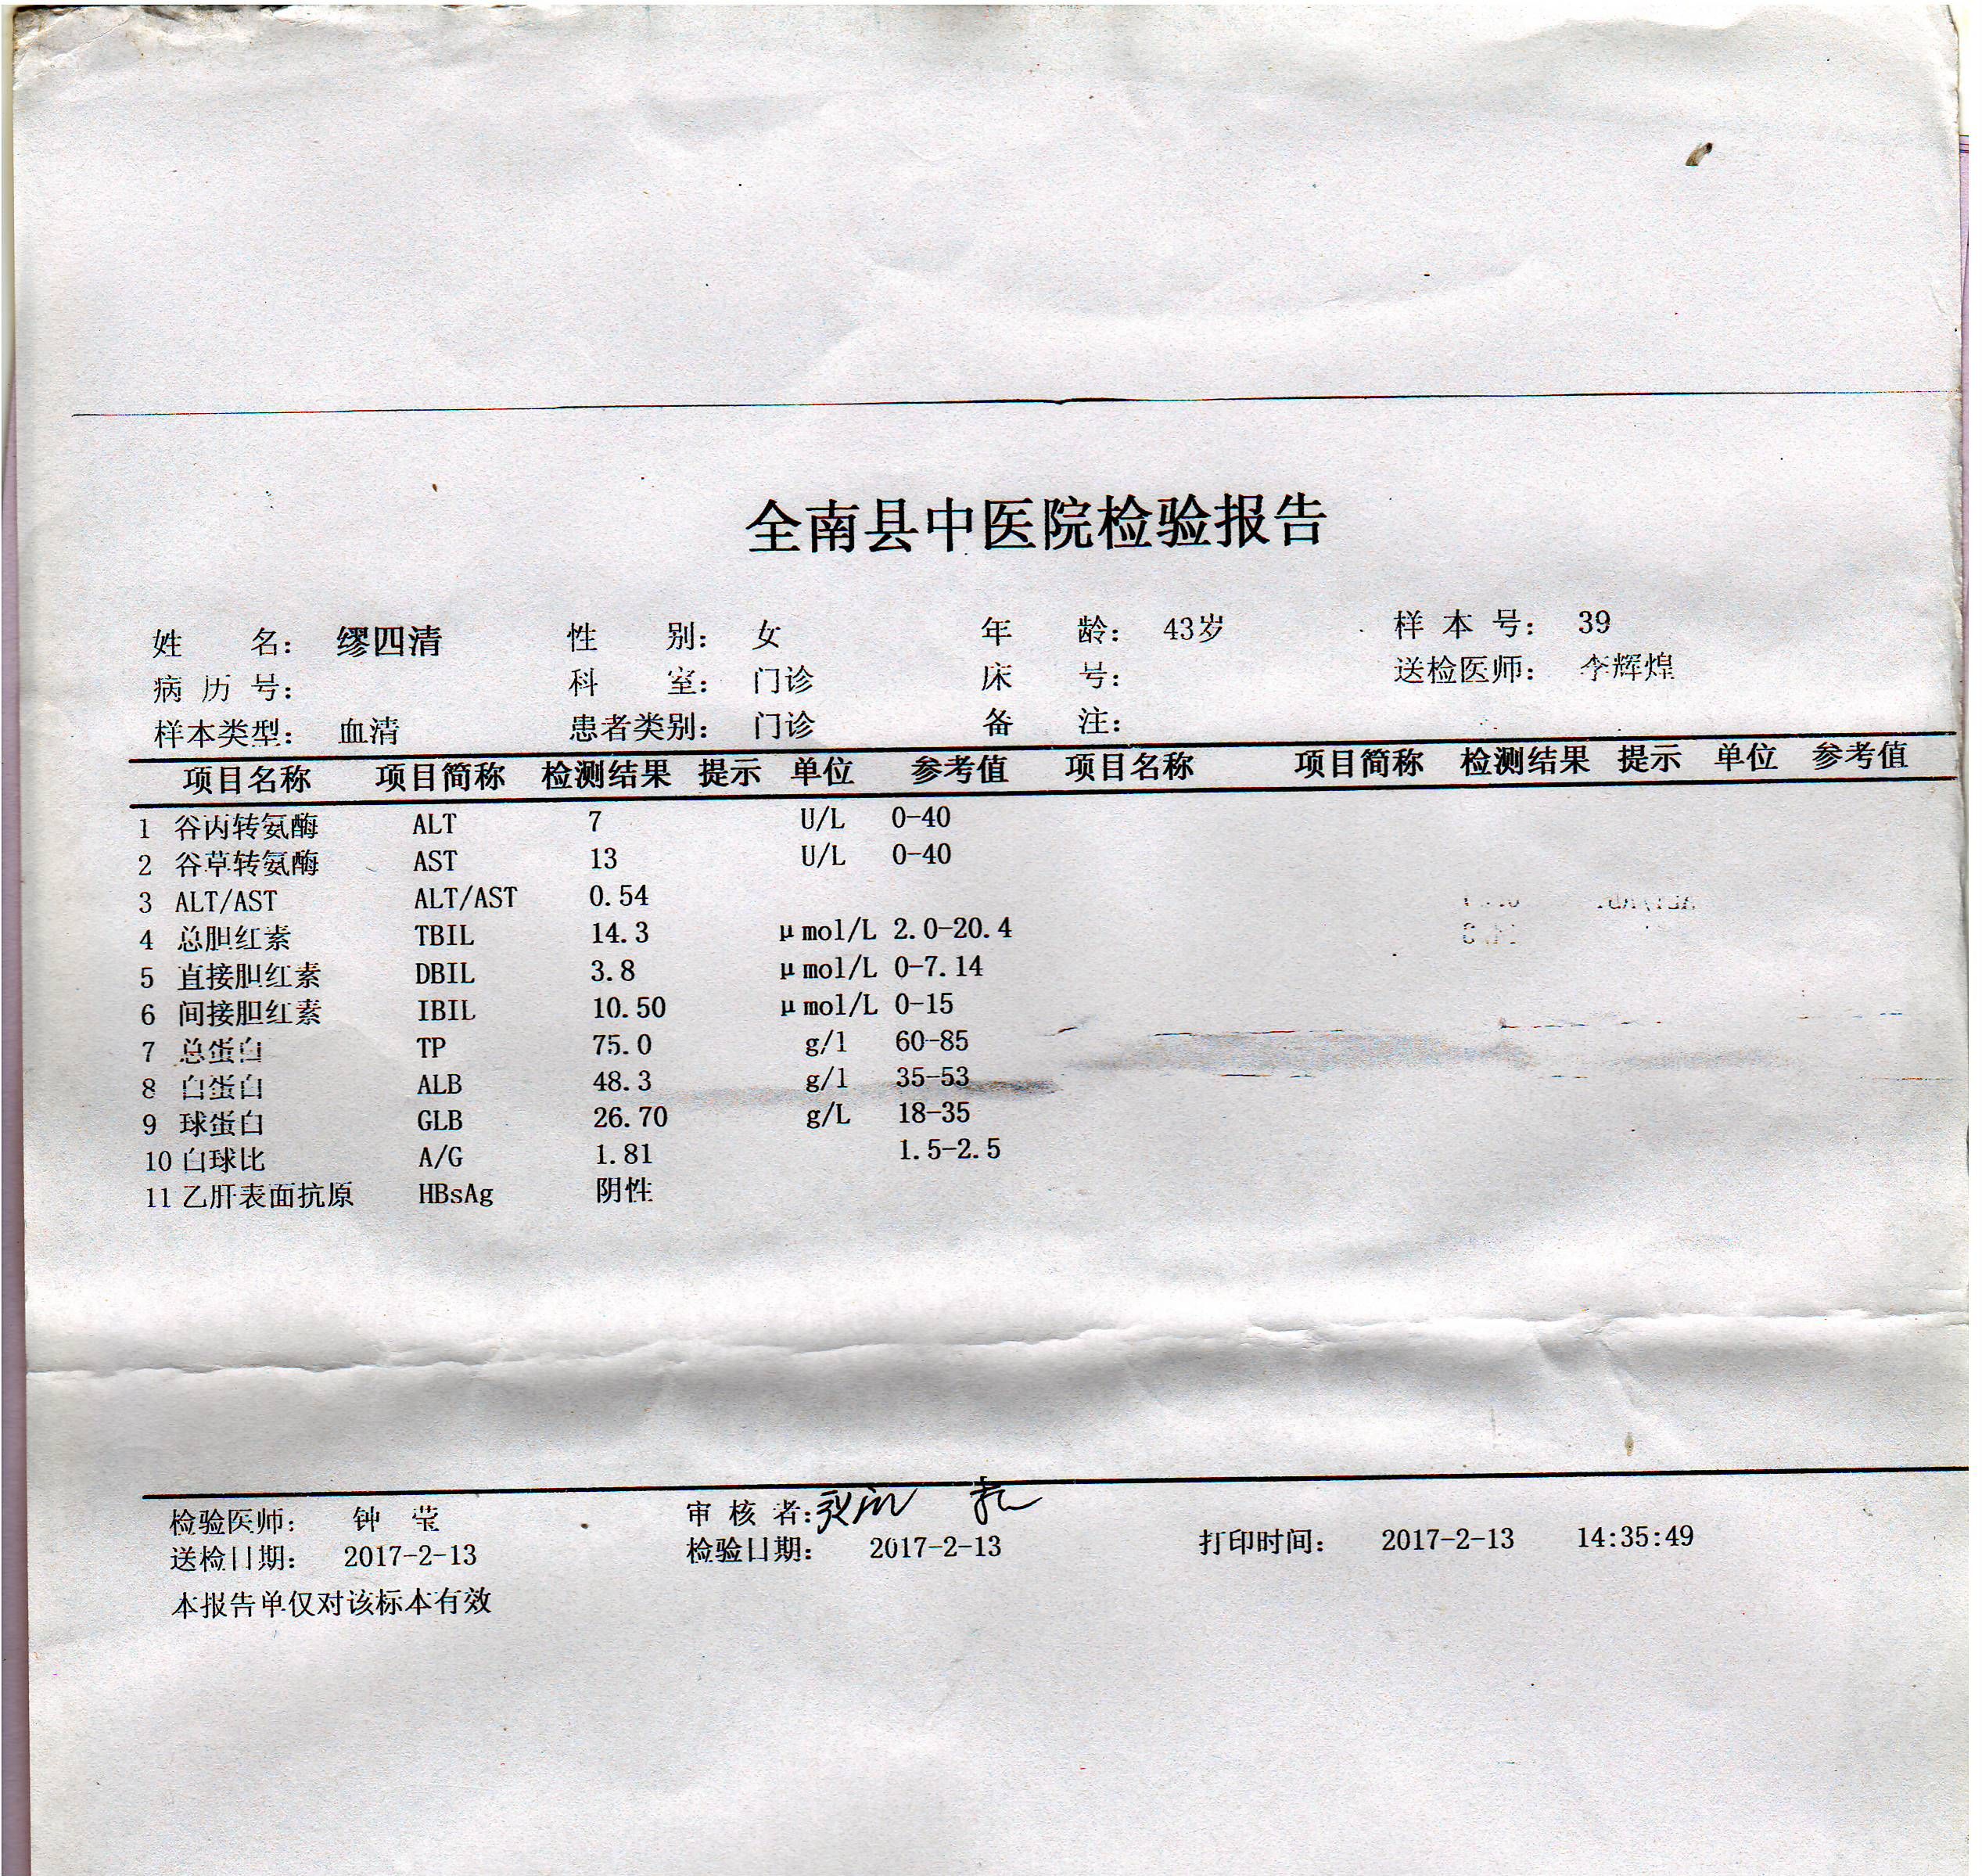 全南县中医院检验报告
姓 名： 缪四清 性 别： 女 年 龄： 43岁 样 本 号： 39
病 历 号： 科 室： 门诊 床 号： 送检医师： 李辉煌
样本类型： 血清 患者类别： 门诊 备 注：
项目名称 项目简称 检测结果 提示 单位 参考值 项目名称 项目简称 检测结果 提示 单位 参考值
1 谷丙转氨酶 ALT 7 U/L 0-40
2 谷草转氨酶 AST 13 U/L 0-40
3 ALT/AST ALT/AST 0.54
4 总胆红素 TBIL 14.3 μmol/L 2.0-20.4
5 直接胆红素 DBIL 3.8 μmol/L 0-7.14
6 间接胆红素 IBIL 10.50 μmol/L 0-15
7 总蛋白 TP 75.0 g/l 60-85
8 白蛋白 ALB 48.3 g/l 35-53
9 球蛋白 GLB 26.70 g/L 18-35
10 白球比 A/G 1.81 1.5-2.5
11 乙肝表面抗原 HBsAg 阴性
检验医师： 钟 莹 审 核 者：
送检日期： 2017-2-13 检验日期： 2017-2-13 打印时间： 2017-2-13 14:35:49
本报告单仅对该标本有效